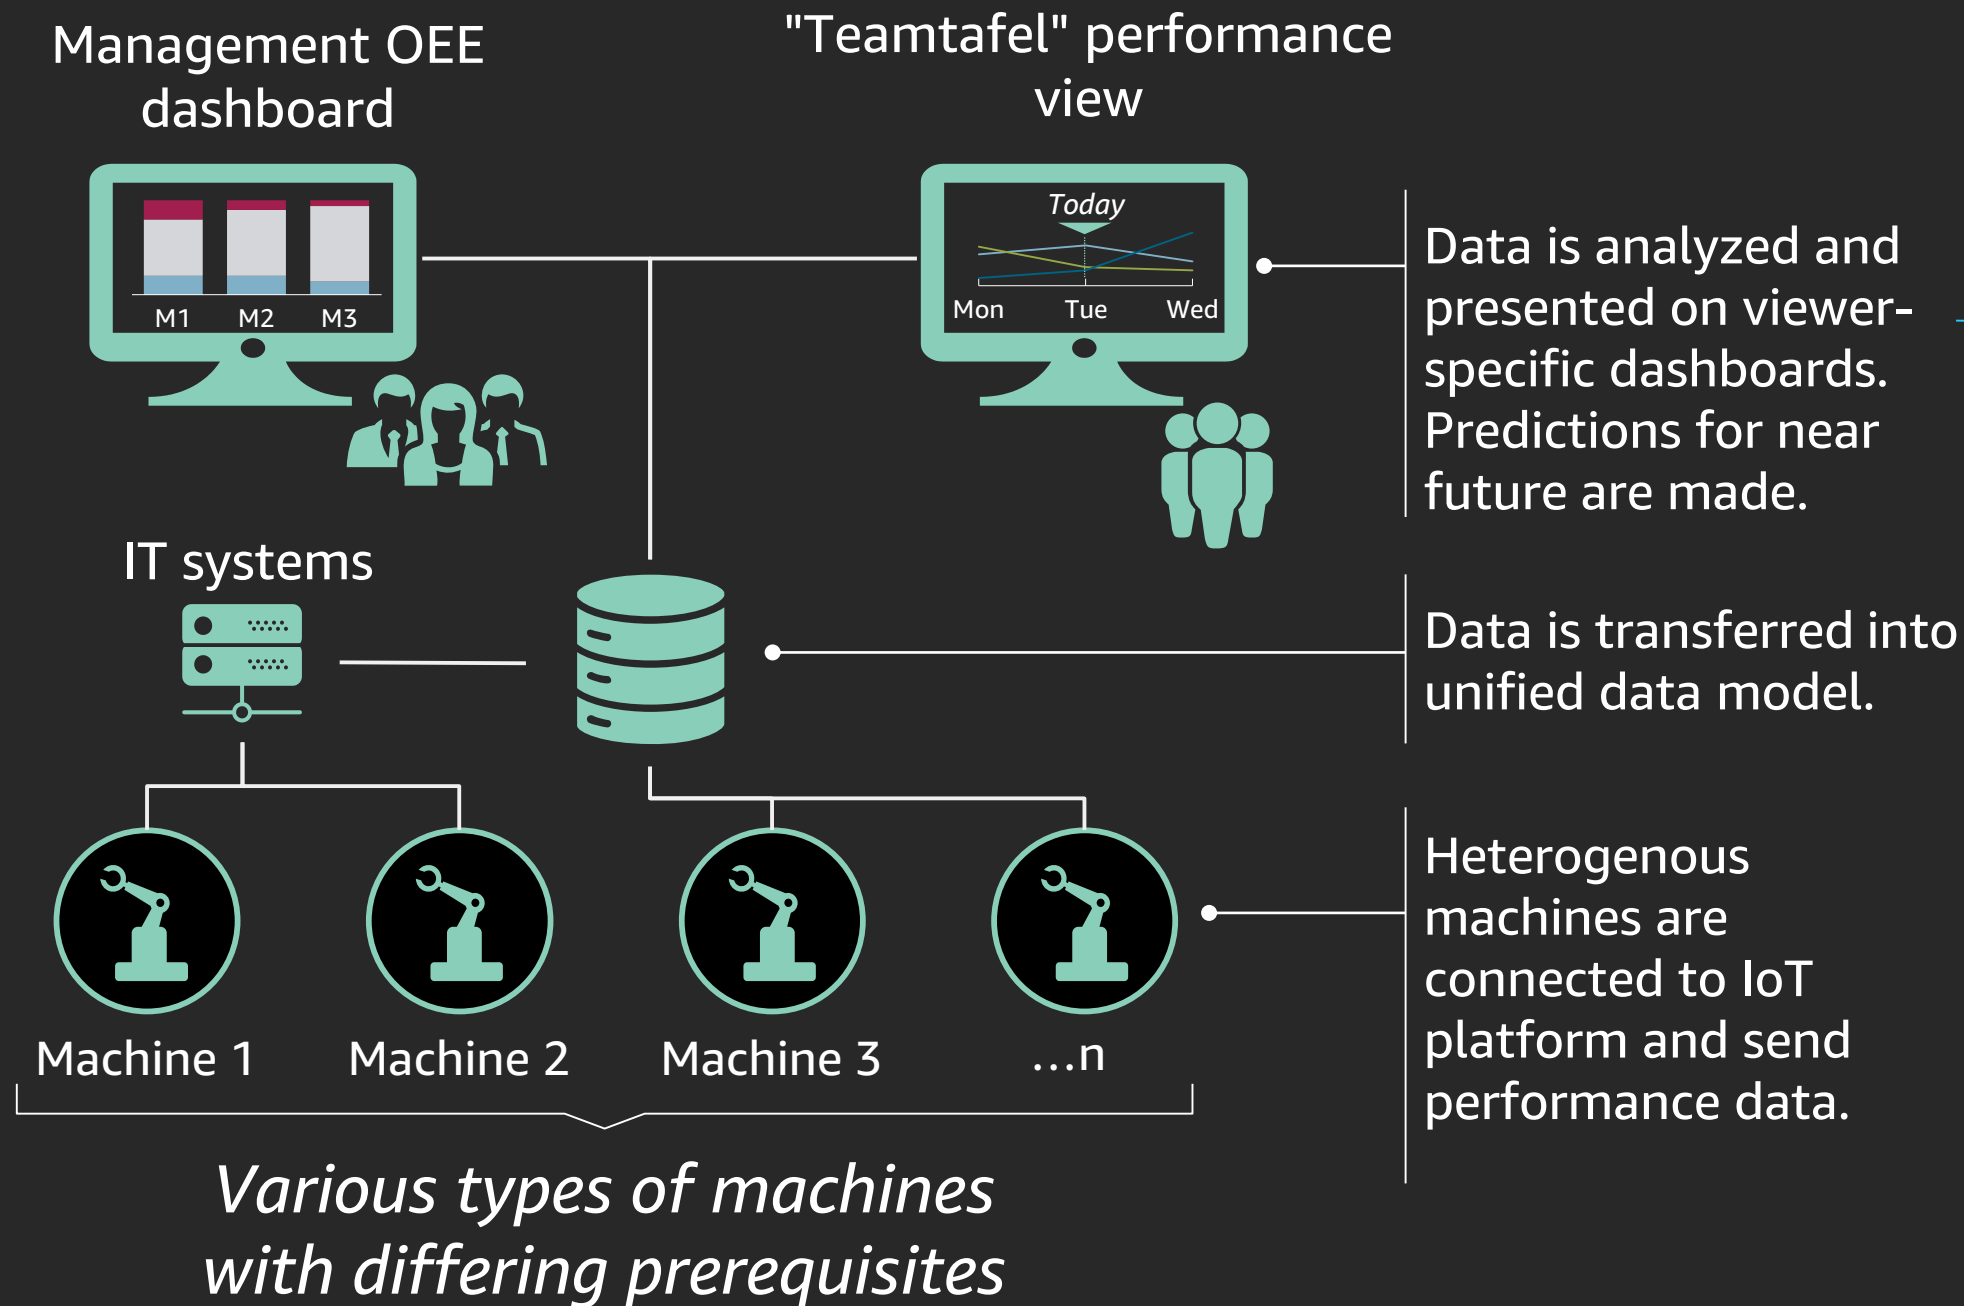 Management OEE
dashboard
"Teamtafel" performance
view
M1
M2
M3
Today
Mon
Tue
Wed
Data is analyzed and
presented on viewer-
specific dashboards.
Predictions for near
future are made.
IT systems
Data is transferred into
unified data model.
Heterogenous
machines are
connected to IoT
platform and send
performance data.
Machine 1
Machine 2
Machine 3
...n
Various types of machines
with differing prerequisites